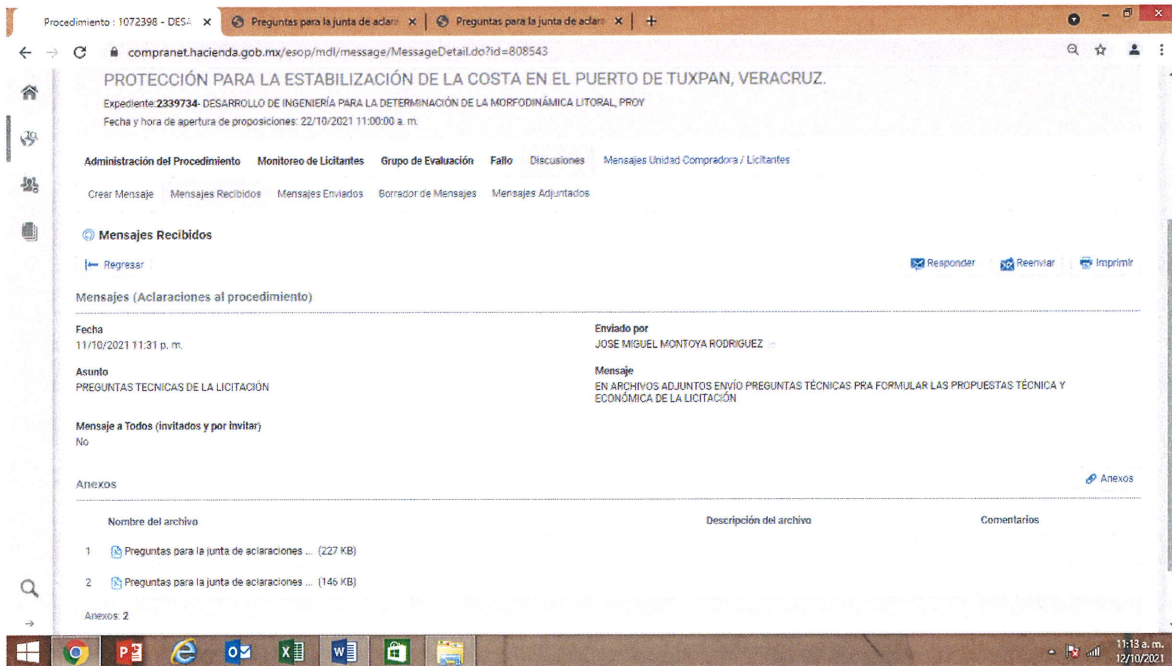 Procedimiento : 1072398 - DESA
Preguntas para la junta de aclara
Preguntas para la junta de aclara
compranet.hacienda.gob.mx/esop/mdl/message/MessageDetail.do?id=808543
PROTECCIÓN PARA LA ESTABILIZACIÓN DE LA COSTA EN EL PUERTO DE TUXPAN, VERACRUZ.
Expediente:2339734- DESARROLLO DE INGENIERÍA PARA LA DETERMINACIÓN DE LA MORFODINÁMICA LITORAL, PROY
Fecha y hora de apertura de proposiciones: 22/10/2021 11:00:00 a. m.
Administración del Procedimiento Monitoreo de Licitantes Grupo de Evaluación Fallo Discusiones Mensajes Unidad Compradora / Licitantes
Crear Mensaje Mensajes Recibidos Mensajes Enviados Borrador de Mensajes Mensajes Adjuntados
Mensajes Recibidos
Regresar Responder Reenviar Imprimir
Mensajes (Aclaraciones al procedimiento)
Fecha
11/10/2021 11:31 p. m.
Enviado por
JOSE MIGUEL MONTOYA RODRIGUEZ
Asunto
PREGUNTAS TECNICAS DE LA LICITACIÓN
Mensaje
EN ARCHIVOS ADJUNTOS ENVÍO PREGUNTAS TÉCNICAS PRA FORMULAR LAS PROPUESTAS TÉCNICA Y
ECONÓMICA DE LA LICITACIÓN
Mensaje a Todos (invitados y por invitar)
No
Anexos Anexos
Nombre del archivo Descripción del archivo Comentarios
1 Preguntas para la junta de aclaraciones ... (227 KB)
2 Preguntas para la junta de aclaraciones ... (146 KB)
Anexos: 2
11:13 a. m.
12/10/2021